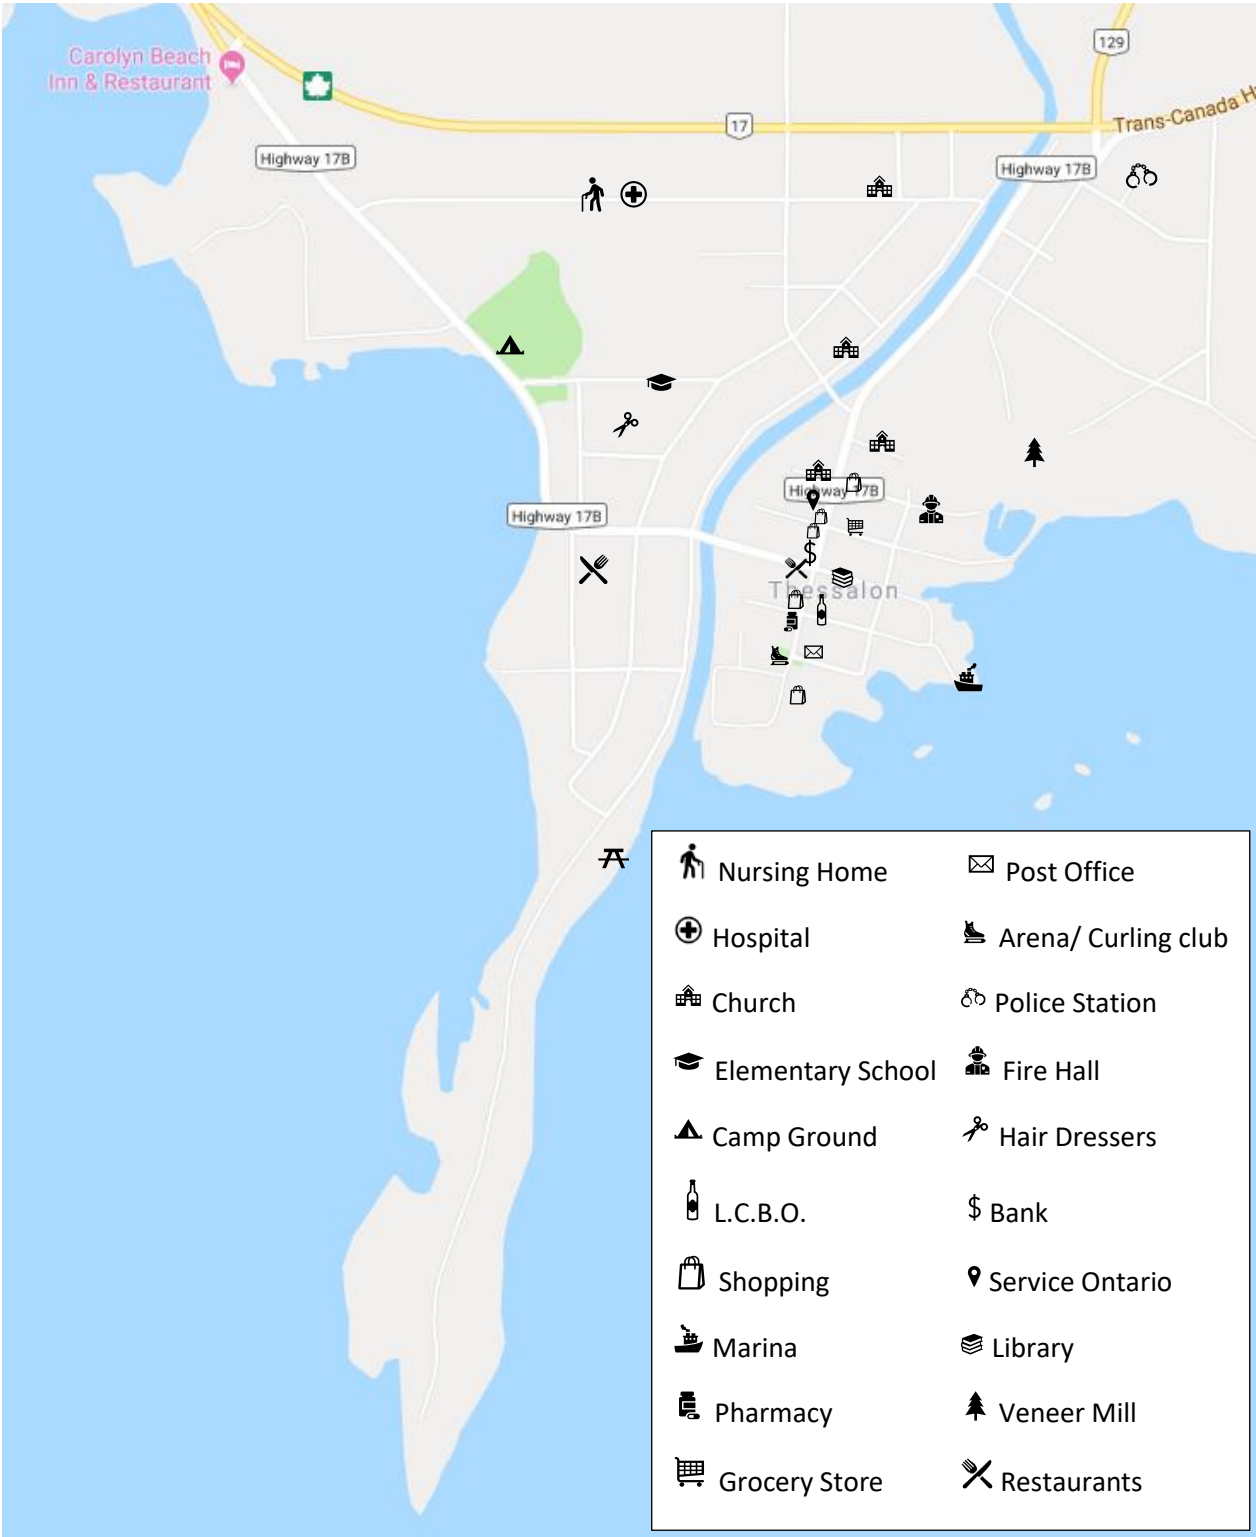 Carolyn Beach
Inn & Restaurant
129
Trans-Canada H
17
Highway 17B
Highway 17B
Highway 17B
Highway 17B
$
Thessalon
Nursing Home
Post Office
Hospital
Arena/ Curling club
Church
Police Station
Elementary School
Fire Hall
Camp Ground
Hair Dressers
L.C.B.O.
$ Bank
Shopping
Service Ontario
Marina
Library
Pharmacy
Veneer Mill
Grocery Store
Restaurants